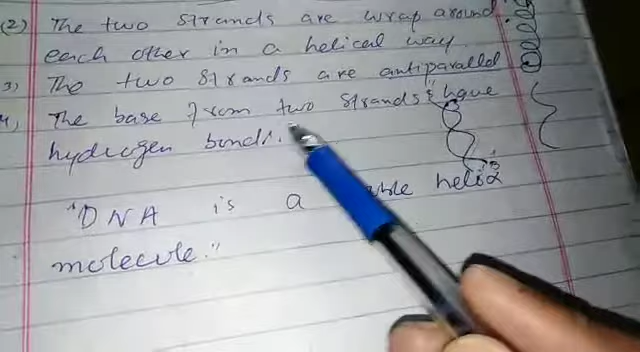 (2) The two strands are wrap around.
each other in a helical way.
3) The two strands are antiparallel
4) The base from two strands have
hydrogen bonds.
"DNA is a helix
molecule."